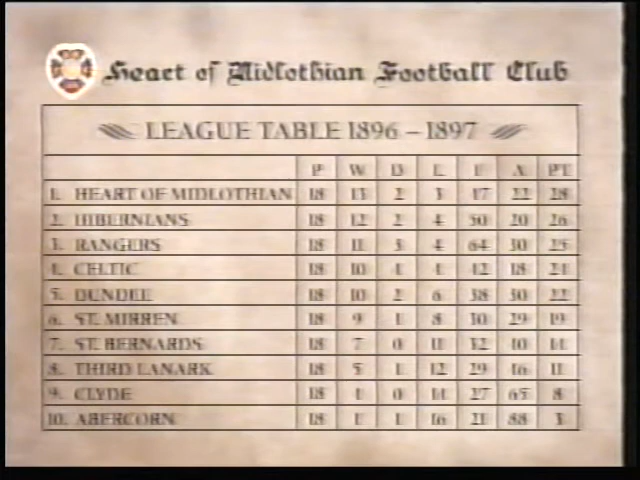 Heart of Midlothian Football Club
LEAGUE TABLE 1896 – 1897
P W D L F A PT
1. HEART OF MIDLOTHIAN 18 13 2 3 47 22 28
2. HIBERNIANS 18 12 2 4 50 20 26
3. RANGERS 18 11 3 4 64 30 25
4. CELTIC 18 10 4 4 42 18 24
5. DUNDEE 18 10 2 6 38 30 22
6. ST. MIRREN 18 9 1 8 29 19
7. ST. BERNARDS 18 7 0 11 32 40 14
8. THIRD LANARK 18 5 1 12 29 46 11
9. CLYDE 18 4 0 14 27 65 8
10. ABERCORN 18 1 1 16 21 88 3